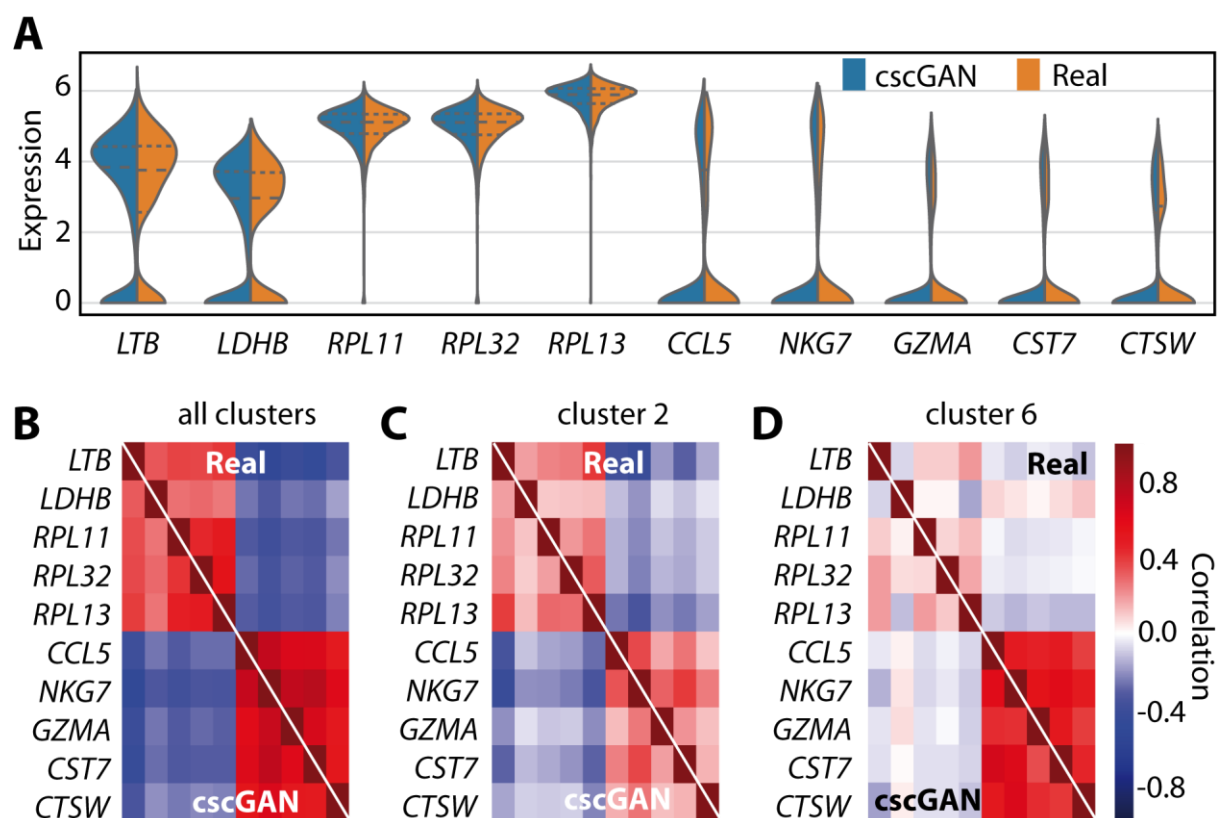 A
cscGAN Real
Expression
6
4
2
0
LTB LDHB RPL11 RPL32 RPL13 CCL5 NKG7 GZMA CST7 CTSW
B all clusters
LTB
LDHB
RPL11
RPL32
RPL13
CCL5
NKG7
GZMA
CST7
CTSW
Real
cscGAN
C cluster 2
LTB
LDHB
RPL11
RPL32
RPL13
CCL5
NKG7
GZMA
CST7
CTSW
Real
cscGAN
D cluster 6
LTB
LDHB
RPL11
RPL32
RPL13
CCL5
NKG7
GZMA
CST7
CTSW
Real
cscGAN
0.8
0.4
0.0
-0.4
-0.8
Correlation